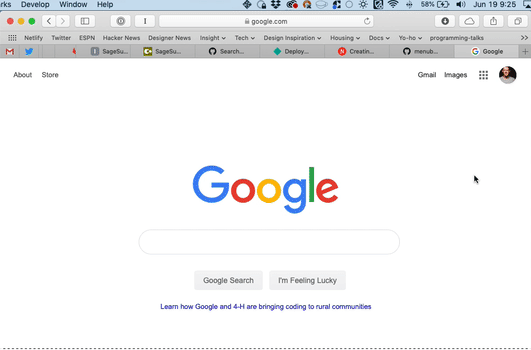 rks Develop Window Help 58% Jun 19 9:25
google.com
Netlify Twitter ESPN Hacker News Designer News Insight Tech Design Inspiration Housing Docs Yo-ho programming-talks
SageSu... SageSu... Search... Deploy... Creatin... menub... Google
About Store Gmail Images
Google
Google Search I'm Feeling Lucky
Learn how Google and 4-H are bringing coding to rural communities